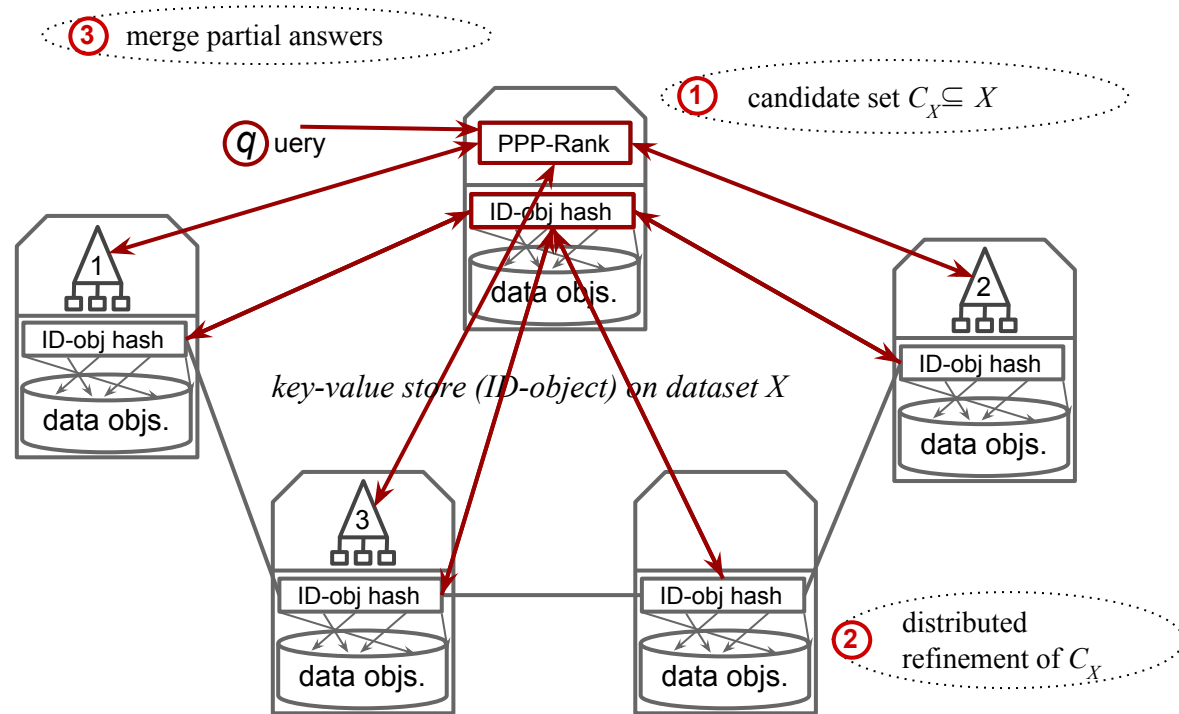 3 merge partial answers
1 candidate set C_X ⊆ X
q uery
PPP-Rank
ID-obj hash
data objs.
1
ID-obj hash
data objs.
2
ID-obj hash
data objs.
key-value store (ID-object) on dataset X
3
ID-obj hash
data objs.
ID-obj hash
data objs.
2 distributed
refinement of C_X